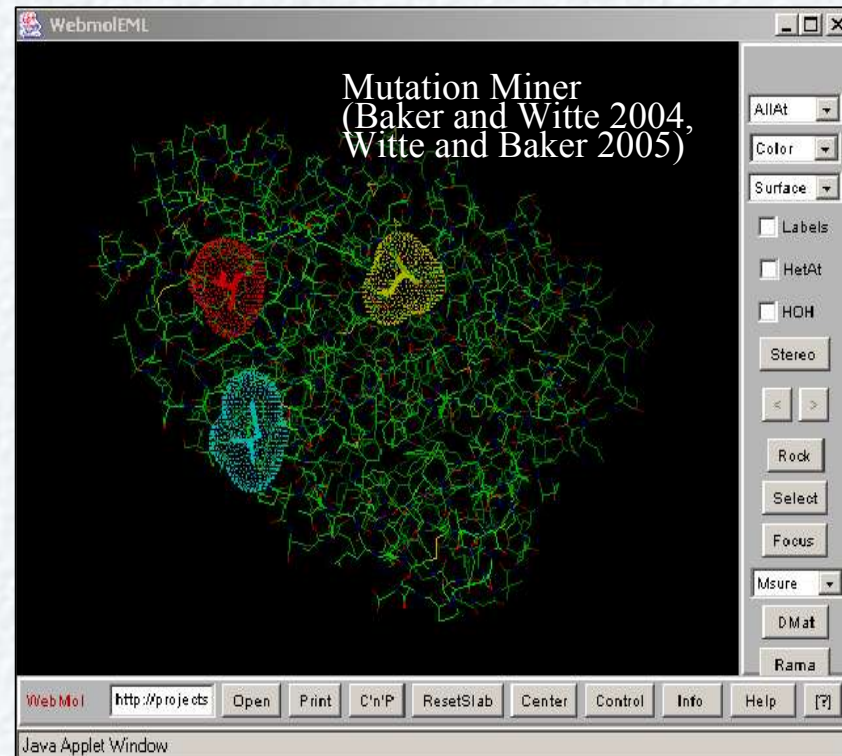 WebmolEML
Mutation Miner
(Baker and Witte 2004,
Witte and Baker 2005)
AllAt
Color
Surface
Labels
HetAt
HOH
Stereo
< >
Rock
Select
Focus
Msure
DMat
Rama
WebMol http://projects Open Print C'n'P ResetSlab Center Control Info Help [?]
Java Applet Window